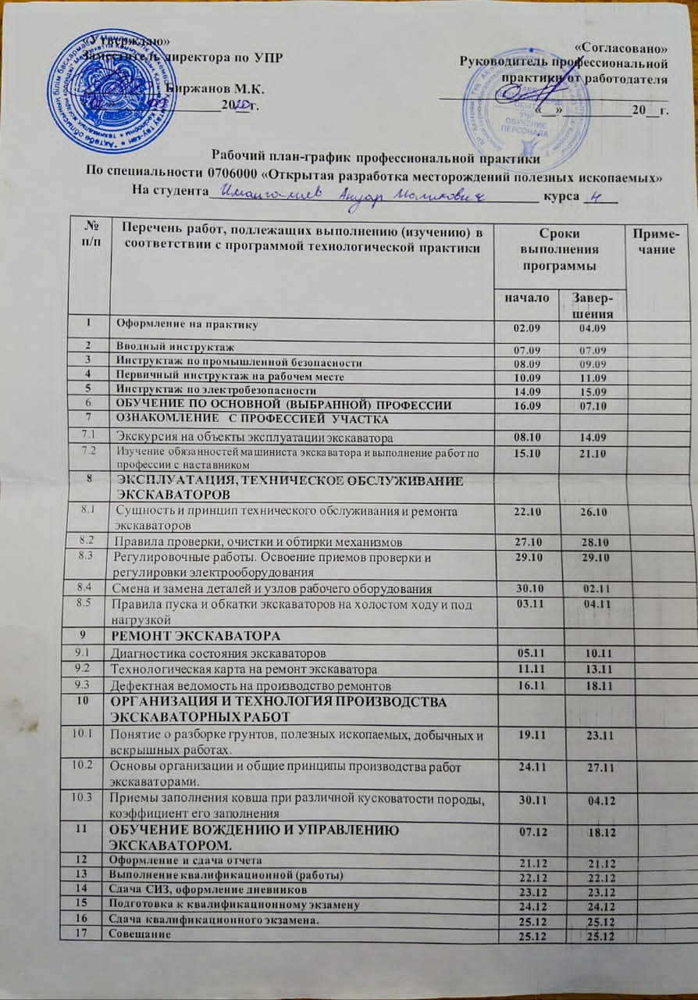 «Утверждаю»
Заместитель директора по УПР
Биржанов М.К.
2020г.
«Согласовано»
Руководитель профессиональной
практики от работодателя
«__»__________20__г.
ОБУЧЕНИЕ
ПЕРСОНАЛА
Рабочий план-график профессиональной практики
По специальности 0706000 «Открытая разработка месторождений полезных ископаемых»
На студента Имангалиев Ануар Маликович курса 4
№ п/п Перечень работ, подлежащих выполнению (изучению) в соответствии с программой технологической практики Сроки выполнения программы Приме-чание
начало Завер-шения
1 Оформление на практику 02.09 04.09
2 Вводный инструктаж 07.09 07.09
3 Инструктаж по промышленной безопасности 08.09 09.09
4 Первичный инструктаж на рабочем месте 10.09 11.09
5 Инструктаж по электробезопасности 14.09 15.09
6 ОБУЧЕНИЕ ПО ОСНОВНОЙ (ВЫБРАННОЙ) ПРОФЕССИИ 16.09 07.10
7 ОЗНАКОМЛЕНИЕ С ПРОФЕССИЕЙ УЧАСТКА
7.1 Экскурсия на объекты эксплуатации экскаватора 08.10 14.09
7.2 Изучение обязанностей машиниста экскаватора и выполнение работ по 15.10 21.10
профессии с наставником
8 ЭКСПЛУАТАЦИЯ, ТЕХНИЧЕСКОЕ ОБСЛУЖИВАНИЕ
ЭКСКАВАТОРОВ
8.1 Сущность и принцип технического обслуживания и ремонта 22.10 26.10
экскаваторов
8.2 Правила проверки, очистки и обтирки механизмов 27.10 28.10
8.3 Регулировочные работы. Освоение приемов проверки и 29.10 29.10
регулировки электрооборудования
8.4 Смена и замена деталей и узлов рабочего оборудования 30.10 02.11
8.5 Правила пуска и обкатки экскаваторов на холостом ходу и под 03.11 04.11
нагрузкой
9 РЕМОНТ ЭКСКАВАТОРА
9.1 Диагностика состояния экскаваторов 05.11 10.11
9.2 Технологическая карта на ремонт экскаватора 11.11 13.11
9.3 Дефектная ведомость на производство ремонтов 16.11 18.11
10 ОРГАНИЗАЦИЯ И ТЕХНОЛОГИЯ ПРОИЗВОДСТВА
ЭКСКАВАТОРНЫХ РАБОТ
10.1 Понятие о разборке грунтов, полезных ископаемых, добычных и 19.11 23.11
вскрышных работах.
10.2 Основы организации и общие принципы производства работ 24.11 27.11
экскаваторами.
10.3 Приемы заполнения ковша при различной кусковатости породы, 30.11 04.12
коэффициент его заполнения
11 ОБУЧЕНИЕ ВОЖДЕНИЮ И УПРАВЛЕНИЮ 07.12 18.12
ЭКСКАВАТОРОМ.
12 Оформление и сдача отчета 21.12 21.12
13 Выполнение квалификационной (работы) 22.12 22.12
14 Сдача СИЗ, оформление дневников 23.12 23.12
15 Подготовка к квалификационному экзамену 24.12 24.12
16 Сдача квалификационного экзамена. 25.12 25.12
17 Совещание 25.12 25.12